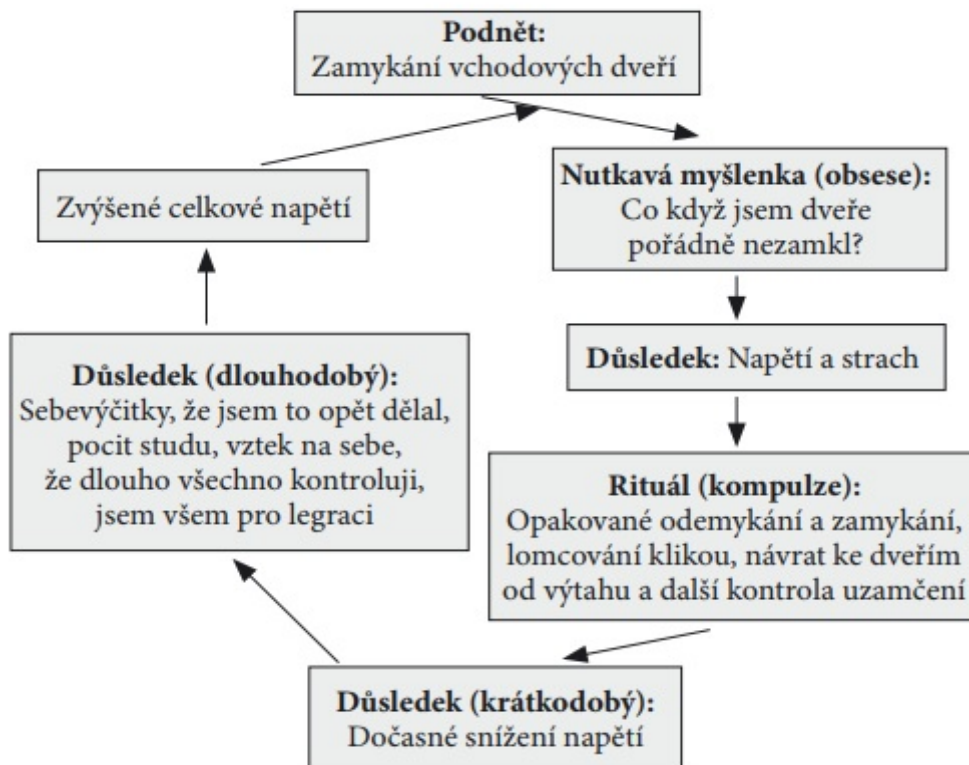 Podnět:
Zamykání vchodových dveří
Nutkavá myšlenka (obsese):
Co když jsem dveře
pořádně nezamkl?
Důsledek: Napětí a strach
Rituál (kompulze):
Opakované odemykání a zamykání,
lomcování klikou, návrat ke dveřím
od výtahu a další kontrola uzamčení
Důsledek (krátkodobý):
Dočasné snížení napětí
Důsledek (dlouhodobý):
Sebevýčitky, že jsem to opět dělal,
pocit studu, vztek na sebe,
že dlouho všechno kontroluji,
jsem všem pro legraci
Zvýšené celkové napětí